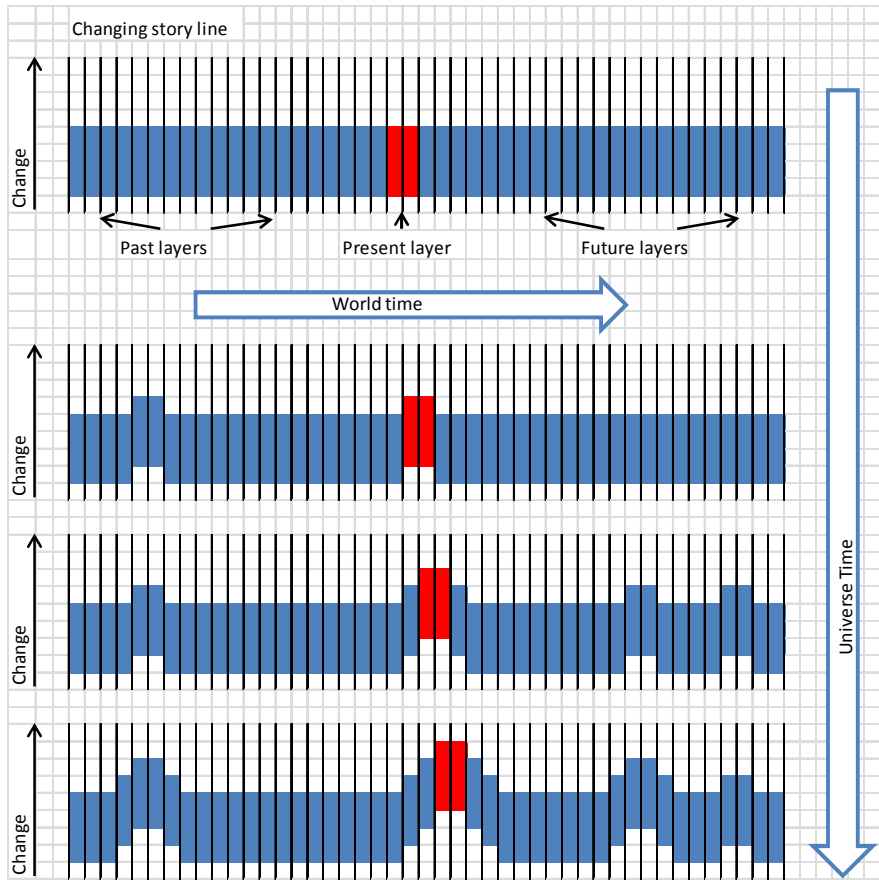 Changing story line
Change
Past layers
Present layer
Future layers
World time
Change
Change
Universe Time
Change